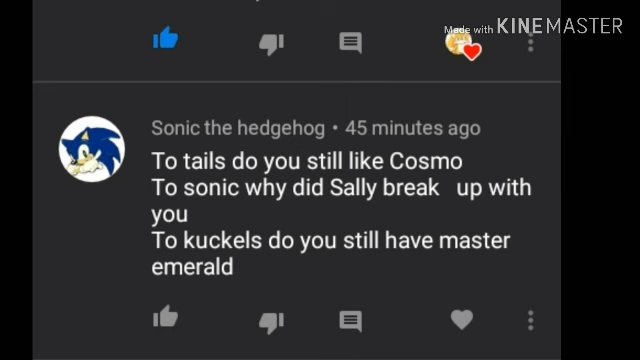 Made with KINEMASTER
Sonic the hedgehog • 45 minutes ago
To tails do you still like Cosmo
To sonic why did Sally break up with
you
To kuckels do you still have master
emerald